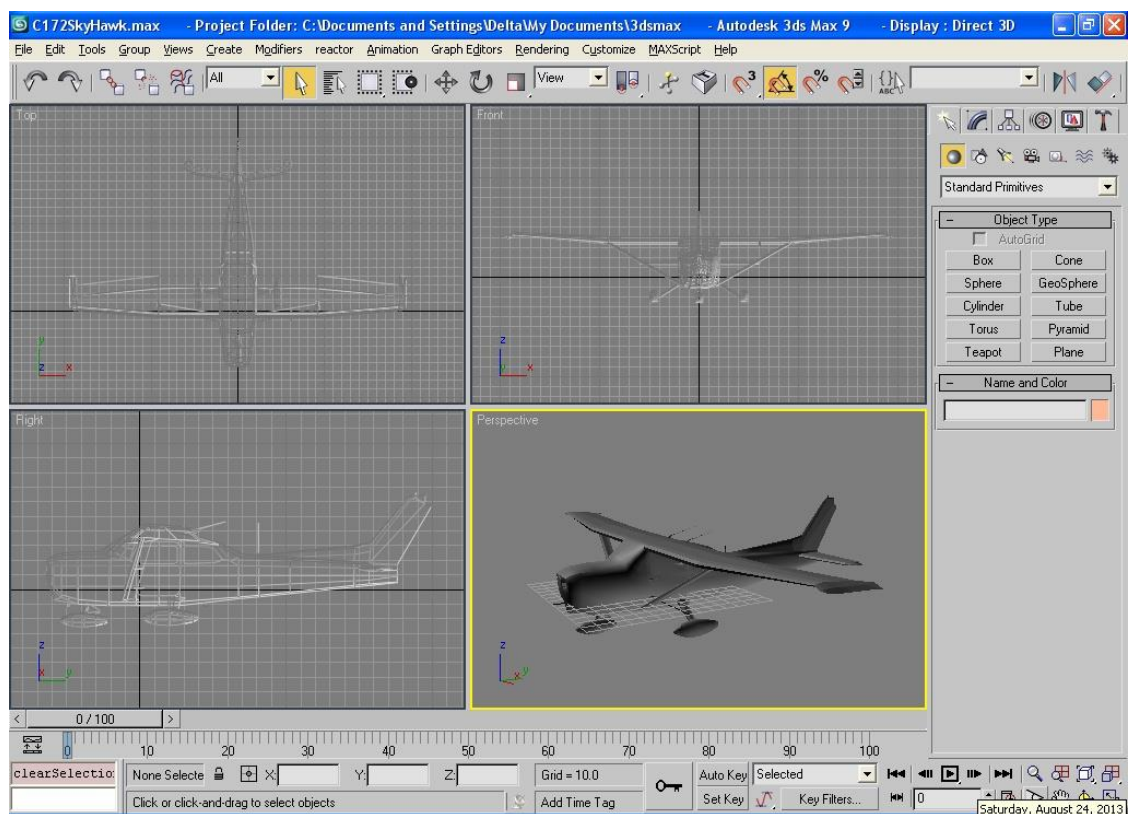 C172SkyHawk.max - Project Folder: C:\Documents and Settings\Delta\My Documents\3dsmax - Autodesk 3ds Max 9 - Display : Direct 3D
File Edit Tools Group Views Create Modifiers reactor Animation Graph Editors Rendering Customize MAXScript Help
All View 3 % {} ABC
Top
Front
Standard Primitives
Object Type
AutoGrid
Box Cone
Sphere GeoSphere
Cylinder Tube
Torus Pyramid
Teapot Plane
Name and Color
y
z x
z
y x
Right
Perspective
z
x y
z
x y
< 0 / 100 >
0 10 20 30 40 50 60 70 80 90 100
clearSelectio None Selecte X: Y: Z: Grid = 10.0 Auto Key Selected
Click or click-and-drag to select objects Add Time Tag Set Key Key Filters... 0
Saturday, August 24, 2013